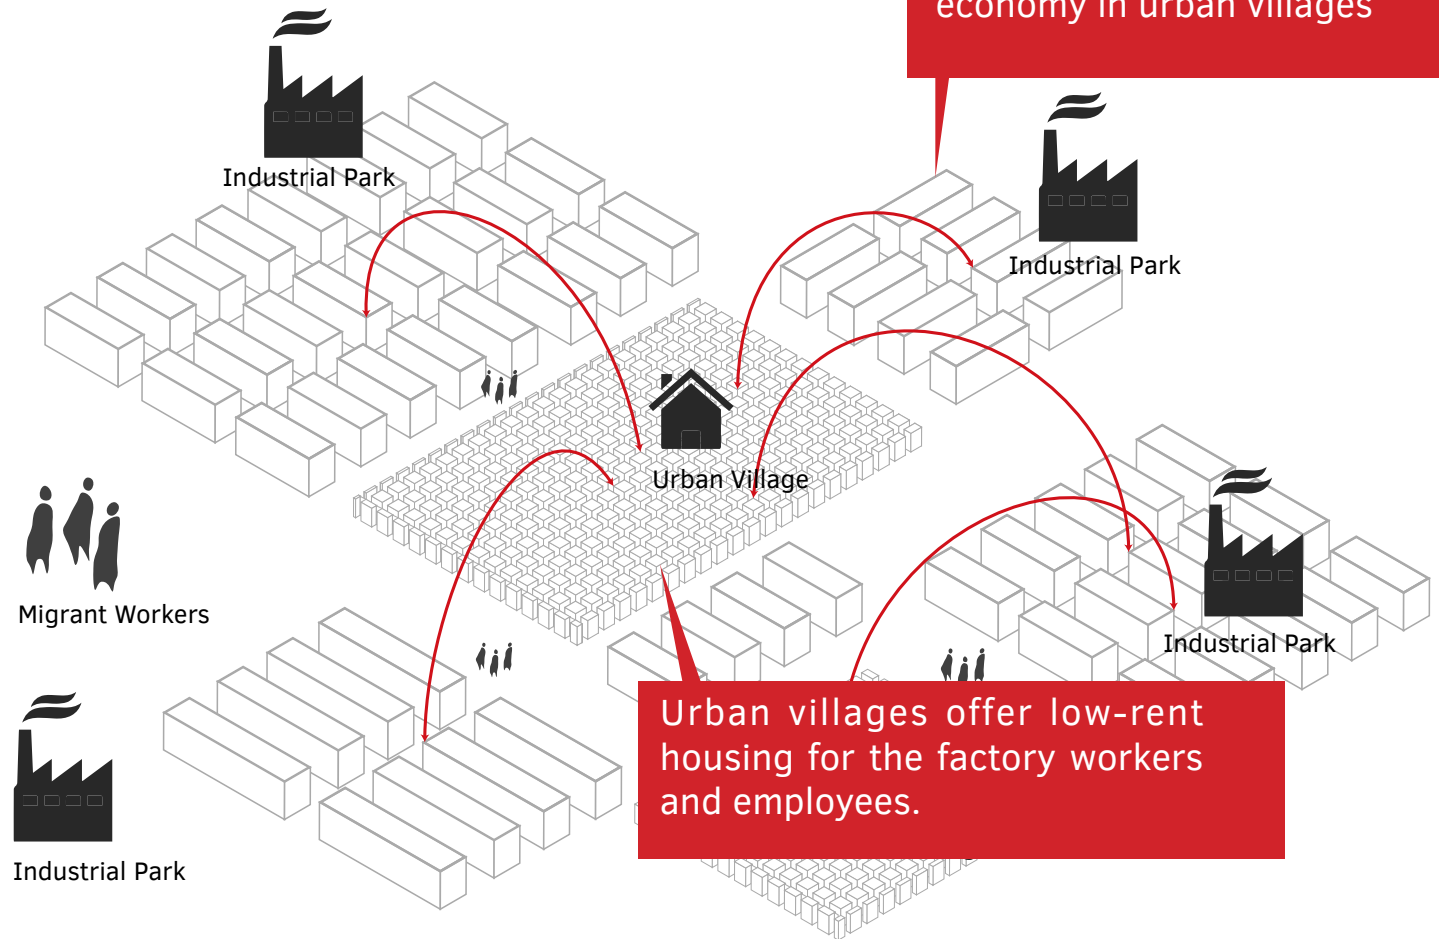 economy in urban villages
Industrial Park
Industrial Park
Urban Village
Migrant Workers
Industrial Park
Urban villages offer low-rent
housing for the factory workers
and employees.
Industrial Park